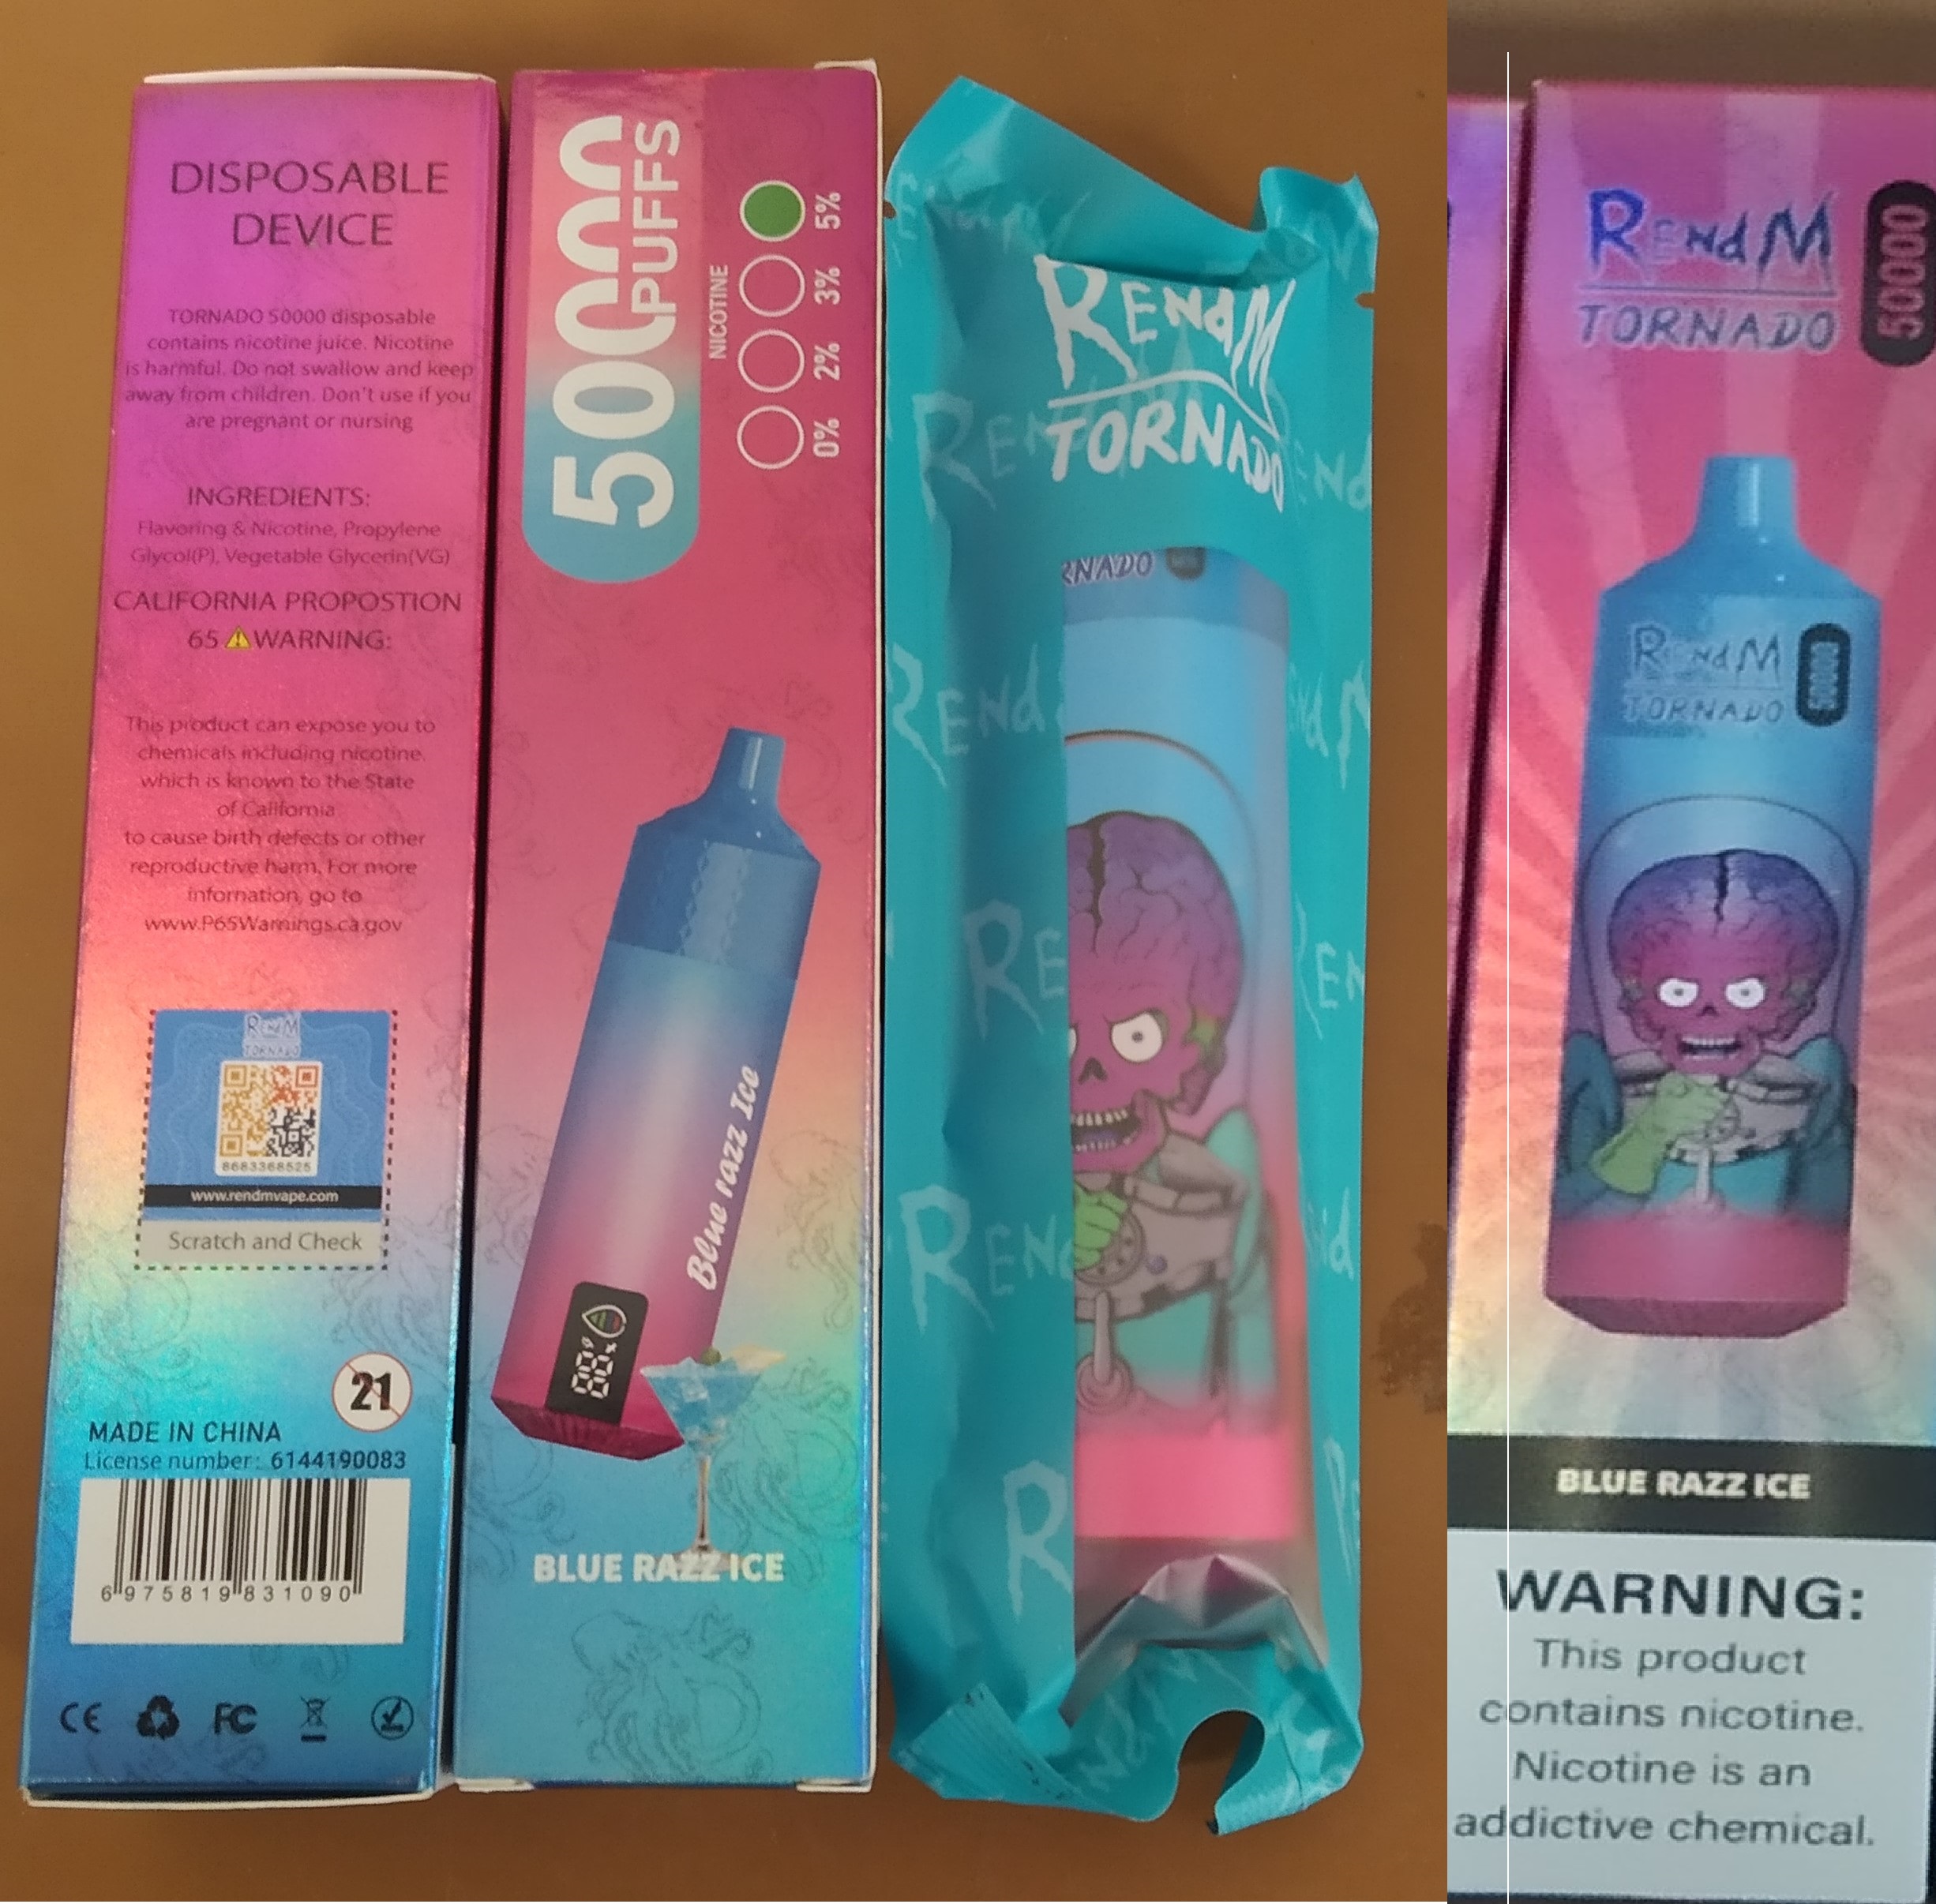 DISPOSABLE
DEVICE
TORNADO 50000 disposable
contains nicotine juice. Nicotine
is harmful. Do not swallow and keep
away from children. Don't use if you
are pregnant or nursing
INGREDIENTS:
Flavoring & Nicotine, Propylene
Glycol(P), Vegetable Glycerin(VG)
CALIFORNIA PROPOSTION
65 ⚠WARNING:
This product can expose you to
chemicals including nicotine.
which is known to the State
of California
to cause birth defects or other
reproductive harm. For more
infornation, go to
www.P65Warnings.ca.gov
RENDM
TORNADO
8683368525
www.rendmvape.com
Scratch and Check
21
MADE IN CHINA
License number: 6144190083
6975819831090
CE FC
50000
PUFFS
NICOTINE
0% 2% 3% 5%
Blue razz Ice
88%
BLUE RAZZ ICE
RENdM
TORNADO
RNADO
RENdM
TORNADO
50000
RENdM
TORNADO
50000
BLUE RAZZ ICE
WARNING:
This product
contains nicotine.
Nicotine is an
addictive chemical.